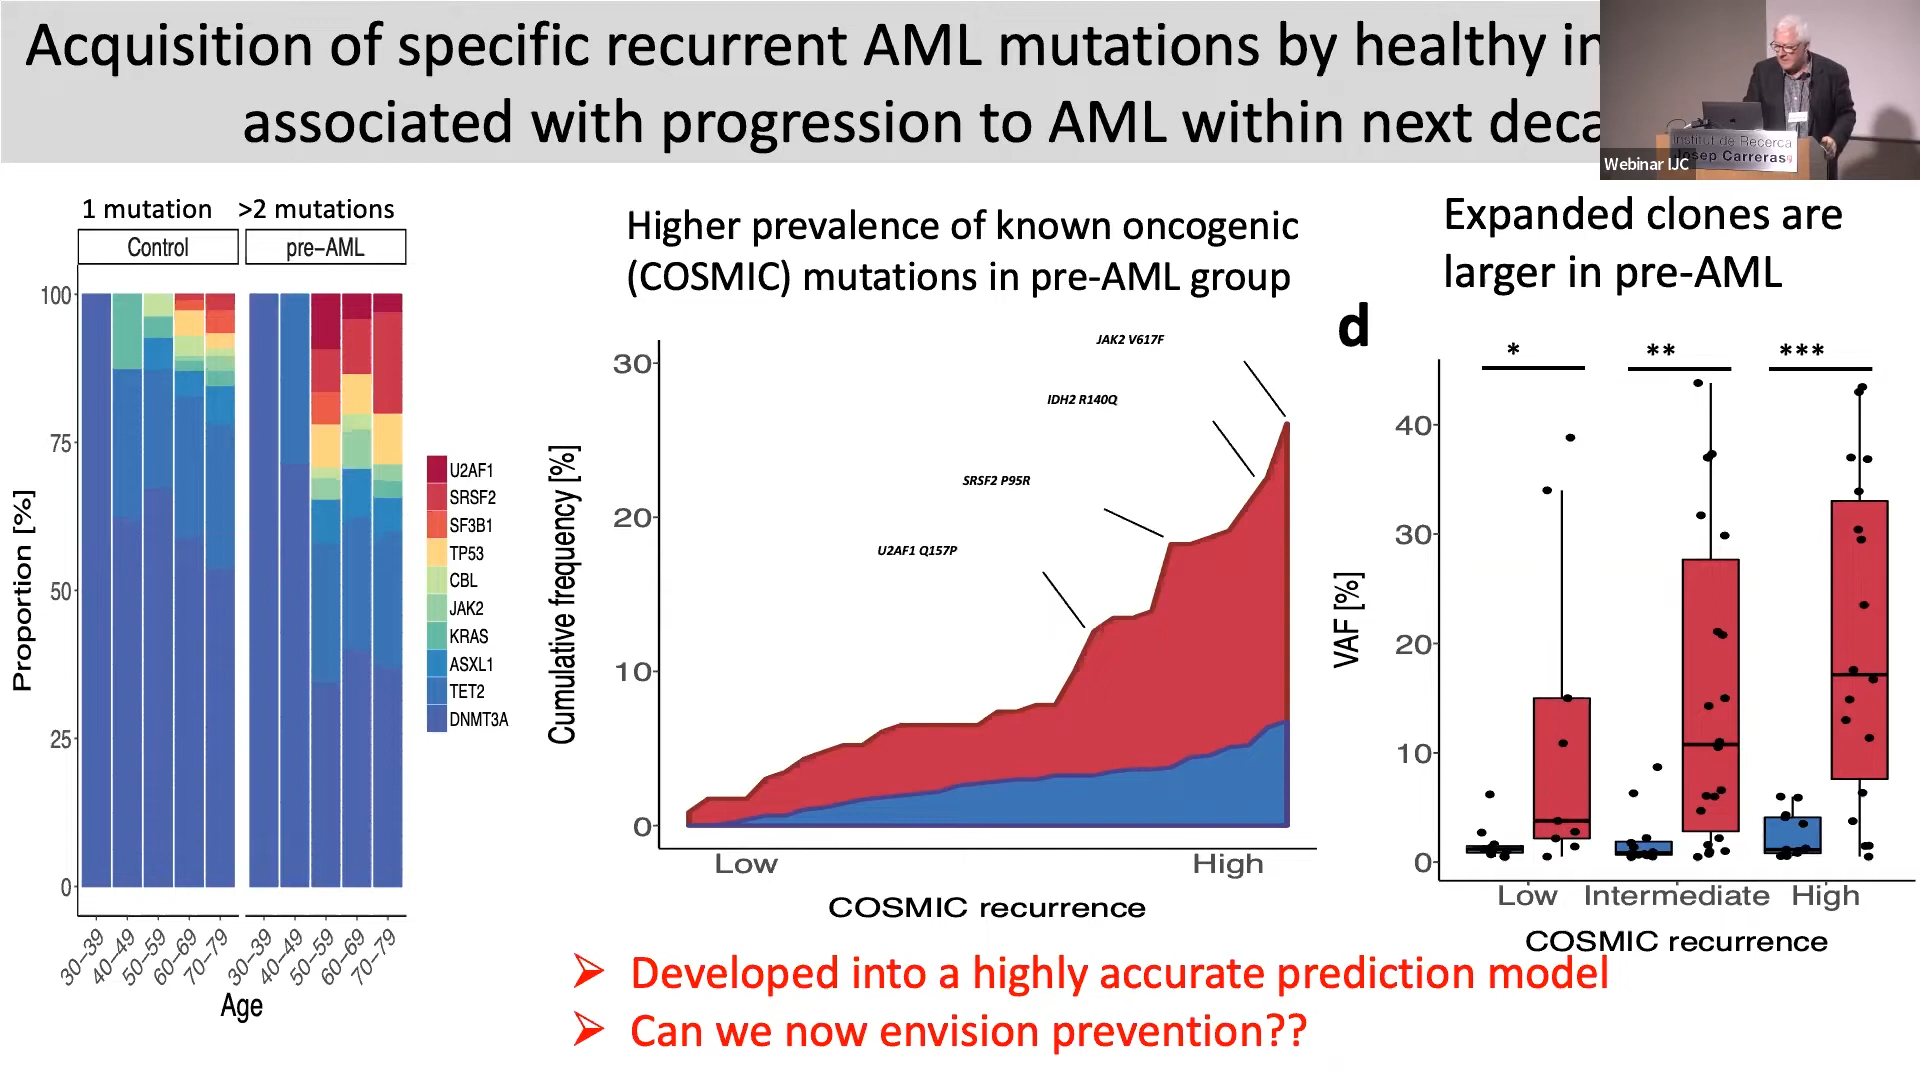 Acquisition of specific recurrent AML mutations by healthy in
associated with progression to AML within next deca
Webinar IJC
Institut de Recerca
Josep Carreras
1 mutation >2 mutations
Control pre–AML
100
75
50
25
0
Proportion [%]
30–39
40–49
50–59
60–69
70–79
30–39
40–49
50–59
60–69
70–79
Age
U2AF1
SRSF2
SF3B1
TP53
CBL
JAK2
KRAS
ASXL1
TET2
DNMT3A
Higher prevalence of known oncogenic
(COSMIC) mutations in pre-AML group
30
20
10
0
Cumulative frequency [%]
JAK2 V617F
IDH2 R140Q
SRSF2 P95R
U2AF1 Q157P
Low High
COSMIC recurrence
Expanded clones are
larger in pre-AML
d
* ** ***
40
30
20
10
0
VAF [%]
Low Intermediate High
COSMIC recurrence
➢ Developed into a highly accurate prediction model
➢ Can we now envision prevention??